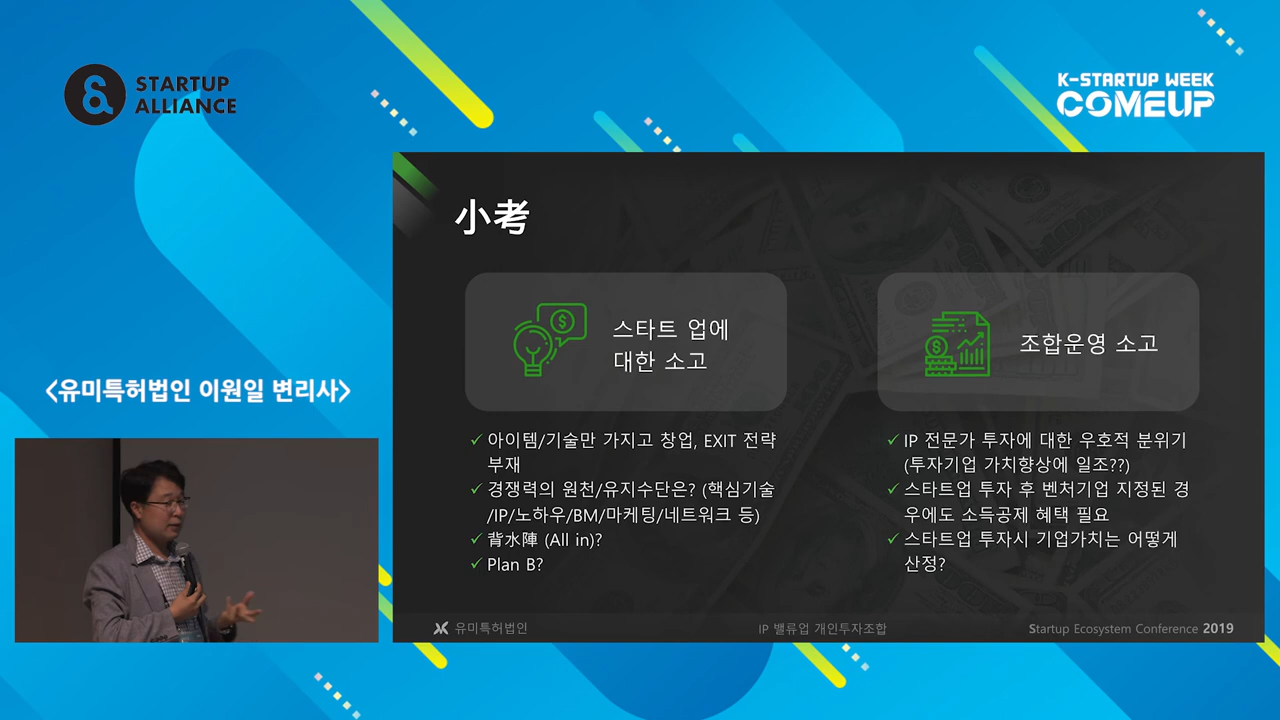 STARTUP
ALLIANCE
K-STARTUP WEEK
COMEUP
<유미특허법인 이원일 변리사>
小考
스타트 업에
대한 소고
✓ 아이템/기술만 가지고 창업, EXIT 전략
부재
✓ 경쟁력의 원천/유지수단은? (핵심기술
/IP/노하우/BM/마케팅/네트워크 등)
✓ 背水陣 (All in)?
✓ Plan B?
조합운영 소고
✓ IP 전문가 투자에 대한 우호적 분위기
(투자기업 가치향상에 일조??)
✓ 스타트업 투자 후 벤처기업 지정된 경
우에도 소득공제 혜택 필요
✓ 스타트업 투자시 기업가치는 어떻게
산정?
유미특허법인
IP 밸류업 개인투자조합
Startup Ecosystem Conference 2019